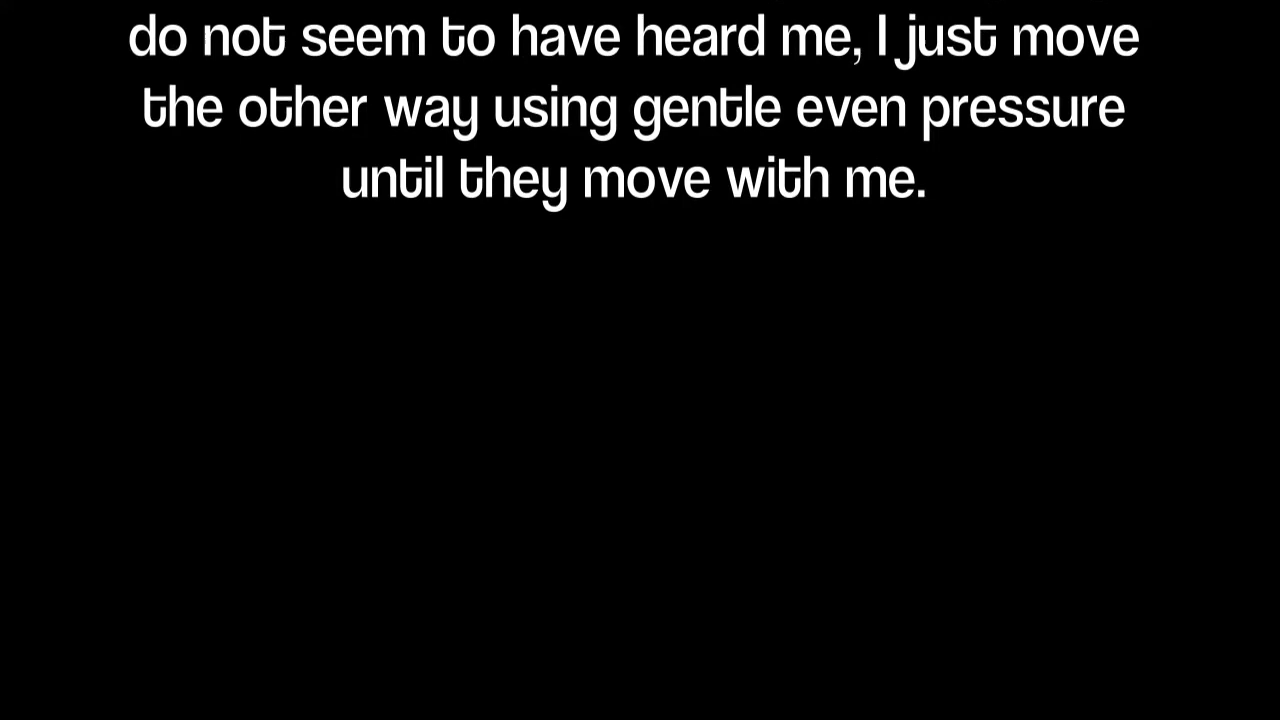 do not seem to have heard me, I just move
the other way using gentle even pressure
until they move with me.